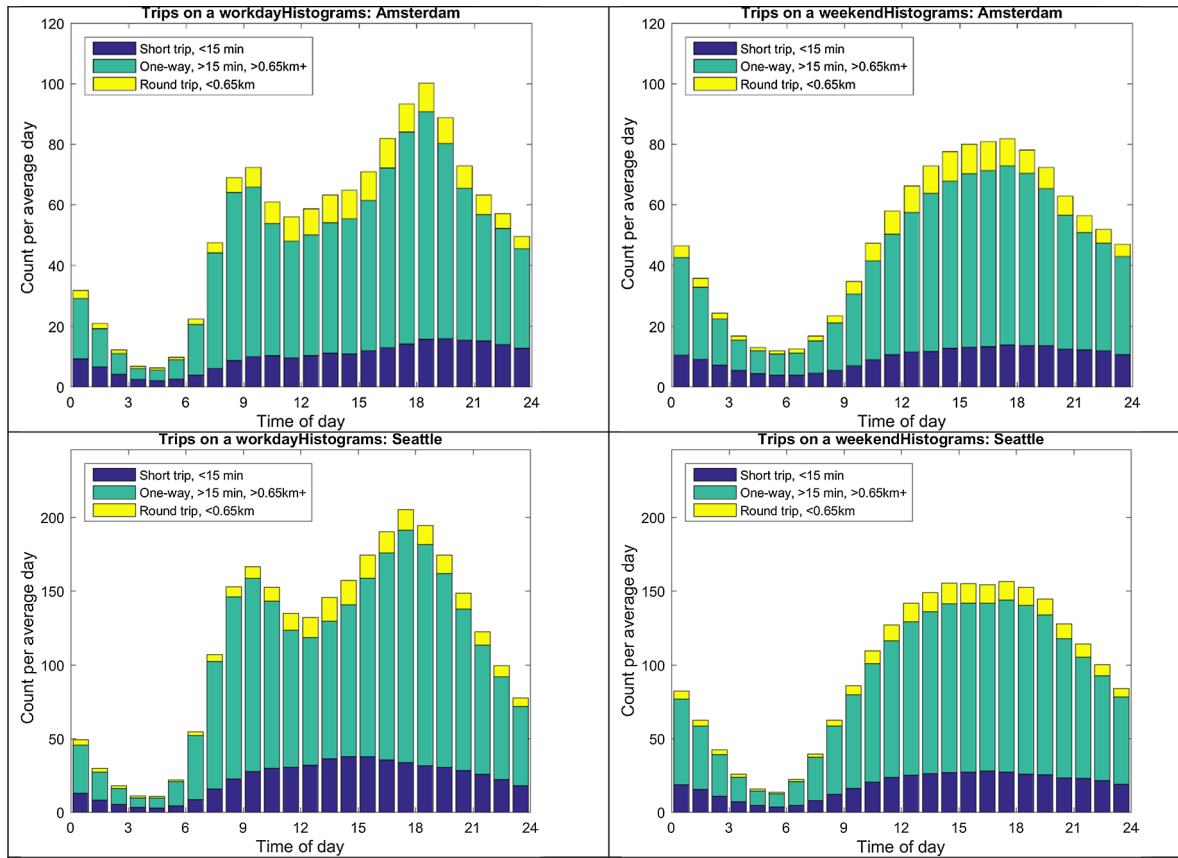 Trips on a workdayHistograms: Amsterdam
120
100
80
60
40
20
0
Count per average day
Short trip, <15 min
One-way, >15 min, >0.65km+
Round trip, <0.65km
0 3 6 9 12 15 18 21 24
Time of day
Trips on a weekendHistograms: Amsterdam
120
100
80
60
40
20
0
Count per average day
Short trip, <15 min
One-way, >15 min, >0.65km+
Round trip, <0.65km
0 3 6 9 12 15 18 21 24
Time of day
Trips on a workdayHistograms: Seattle
200
150
100
50
0
Count per average day
Short trip, <15 min
One-way, >15 min, >0.65km+
Round trip, <0.65km
0 3 6 9 12 15 18 21 24
Time of day
Trips on a weekendHistograms: Seattle
200
150
100
50
0
Count per average day
Short trip, <15 min
One-way, >15 min, >0.65km+
Round trip, <0.65km
0 3 6 9 12 15 18 21 24
Time of day